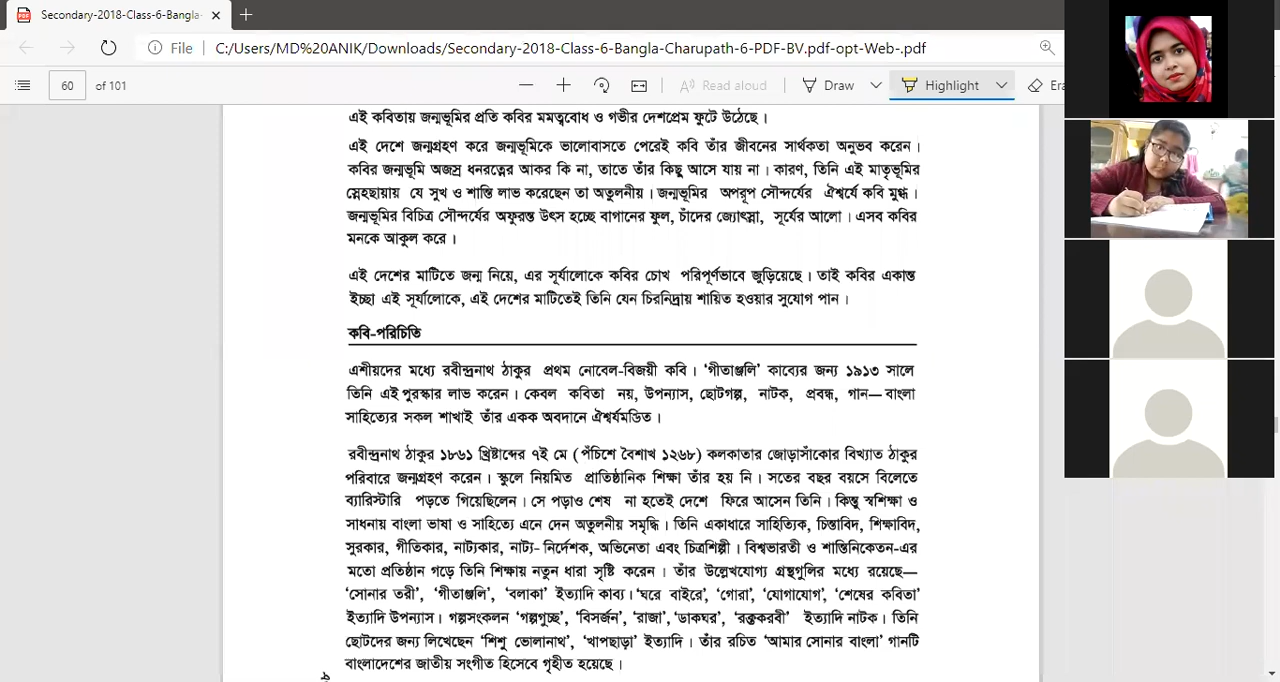 Secondary-2018-Class-6-Bangla-
File C:/Users/MD%20ANIK/Downloads/Secondary-2018-Class-6-Bangla-Charupath-6-PDF-BV.pdf-opt-Web-.pdf
60 of 101 Read aloud Draw Highlight Era
এই কবিতায় জন্মভূমির প্রতি কবির মমত্ববোধ ও গভীর দেশপ্রেম ফুটে উঠেছে।
এই দেশে জন্মগ্রহণ করে জন্মভূমিকে ভালোবাসতে পেরেই কবি তাঁর জীবনের সার্থকতা অনুভব করেন।
কবির জন্মভূমি অজস্র ধনরত্নের আকর কি না, তাতে তাঁর কিছু আসে যায় না। কারণ, তিনি এই মাতৃভূমির
স্নেহছায়ায় যে সুখ ও শান্তি লাভ করেছেন তা অতুলনীয়। জন্মভূমির অপরূপ সৌন্দর্যের ঐশ্বর্যে কবি মুগ্ধ।
জন্মভূমির বিচিত্র সৌন্দর্যের অফুরন্ত উৎস হচ্ছে বাগানের ফুল, চাঁদের জ্যোৎস্না, সূর্যের আলো। এসব কবির
মনকে আকুল করে।
এই দেশের মাটিতে জন্ম নিয়ে, এর সূর্যালোকে কবির চোখ পরিপূর্ণভাবে জুড়িয়েছে। তাই কবির একান্ত
ইচ্ছা এই সূর্যালোকে, এই দেশের মাটিতেই তিনি যেন চিরনিদ্রায় শায়িত হওয়ার সুযোগ পান।
কবি-পরিচিতি
এশীয়দের মধ্যে রবীন্দ্রনাথ ঠাকুর প্রথম নোবেল-বিজয়ী কবি। ‘গীতাঞ্জলি’ কাব্যের জন্য ১৯১৩ সালে
তিনি এই পুরস্কার লাভ করেন। কেবল কবিতা নয়, উপন্যাস, ছোটগল্প, নাটক, প্রবন্ধ, গান—বাংলা
সাহিত্যের সকল শাখাই তাঁর একক অবদানে ঐশ্বর্যমন্ডিত।
রবীন্দ্রনাথ ঠাকুর ১৮৬১ খ্রিষ্টাব্দের ৭ই মে (পঁচিশে বৈশাখ ১২৬৮) কলকাতার জোড়াসাঁকোর বিখ্যাত ঠাকুর
পরিবারে জন্মগ্রহণ করেন। স্কুলে নিয়মিত প্রাতিষ্ঠানিক শিক্ষা তাঁর হয় নি। সতের বছর বয়সে বিলেতে
ব্যারিস্টারি পড়তে গিয়েছিলেন। সে পড়াও শেষ না হতেই দেশে ফিরে আসেন তিনি। কিন্তু স্বশিক্ষা ও
সাধনায় বাংলা ভাষা ও সাহিত্যে এনে দেন অতুলনীয় সমৃদ্ধি। তিনি একাধারে সাহিত্যিক, চিন্তাবিদ, শিক্ষাবিদ,
সুরকার, গীতিকার, নাট্যকার, নাট্য-নির্দেশক, অভিনেতা এবং চিত্রশিল্পী। বিশ্বভারতী ও শান্তিনিকেতন-এর
মতো প্রতিষ্ঠান গড়ে তিনি শিক্ষায় নতুন ধারা সৃষ্টি করেন। তাঁর উল্লেখযোগ্য গ্রন্থগুলির মধ্যে রয়েছে—
‘সোনার তরী’, ‘গীতাঞ্জলি’, ‘বলাকা’ ইত্যাদি কাব্য। ‘ঘরে বাইরে’, ‘গোরা’, ‘যোগাযোগ’, ‘শেষের কবিতা’
ইত্যাদি উপন্যাস। গল্পসংকলন ‘গল্পগুচ্ছ’, ‘বিসর্জন’, ‘রাজা’, ‘ডাকঘর’, ‘রক্তকরবী’ ইত্যাদি নাটক। তিনি
ছোটদের জন্য লিখেছেন ‘শিশু ভোলানাথ’, ‘খাপছাড়া’ ইত্যাদি। তাঁর রচিত ‘আমার সোনার বাংলা’ গানটি
বাংলাদেশের জাতীয় সংগীত হিসেবে গৃহীত হয়েছে।